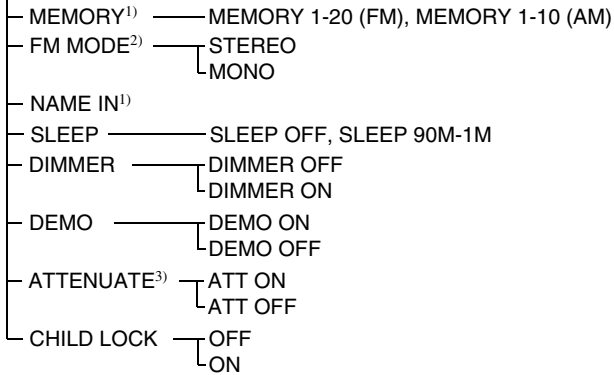 MEMORY1) MEMORY 1-20 (FM), MEMORY 1-10 (AM)
FM MODE2) STEREO
MONO
NAME IN1)
SLEEP SLEEP OFF, SLEEP 90M-1M
DIMMER DIMMER OFF
DIMMER ON
DEMO DEMO ON
DEMO OFF
ATTENUATE3) ATT ON
ATT OFF
CHILD LOCK OFF
ON